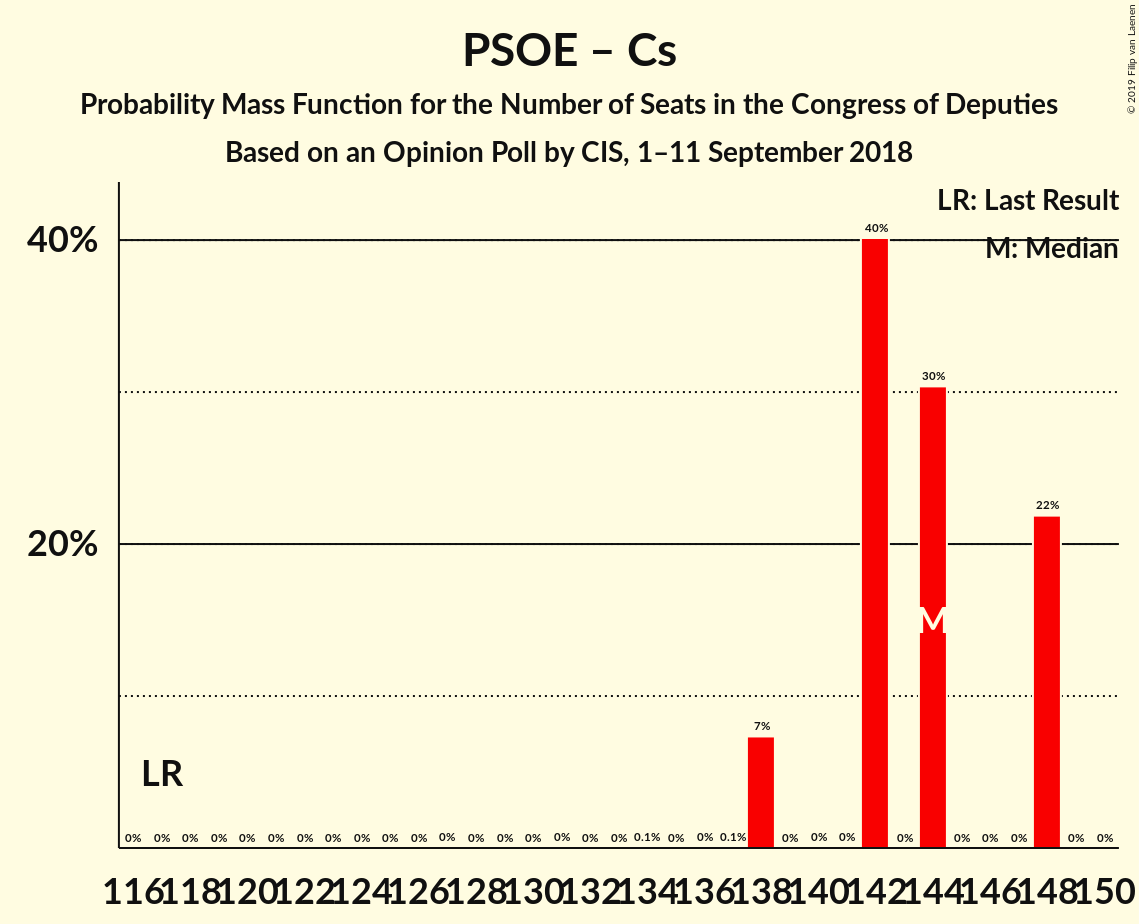 PSOE – Cs
Probability Mass Function for the Number of Seats in the Congress of Deputies
Based on an Opinion Poll by CIS, 1–11 September 2018
© 2019 Filip van Laenen
LR: Last Result
M: Median
40%
20%
LR
M
0% 0% 0% 0% 0% 0% 0% 0% 0% 0% 0% 0% 0% 0% 0% 0% 0% 0% 0.1% 0% 0% 0.1% 7% 0% 0% 0% 40% 0% 30% 0% 0% 0% 22% 0% 0%
116 118 120 122 124 126 128 130 132 134 136 138 140 142 144 146 148 150